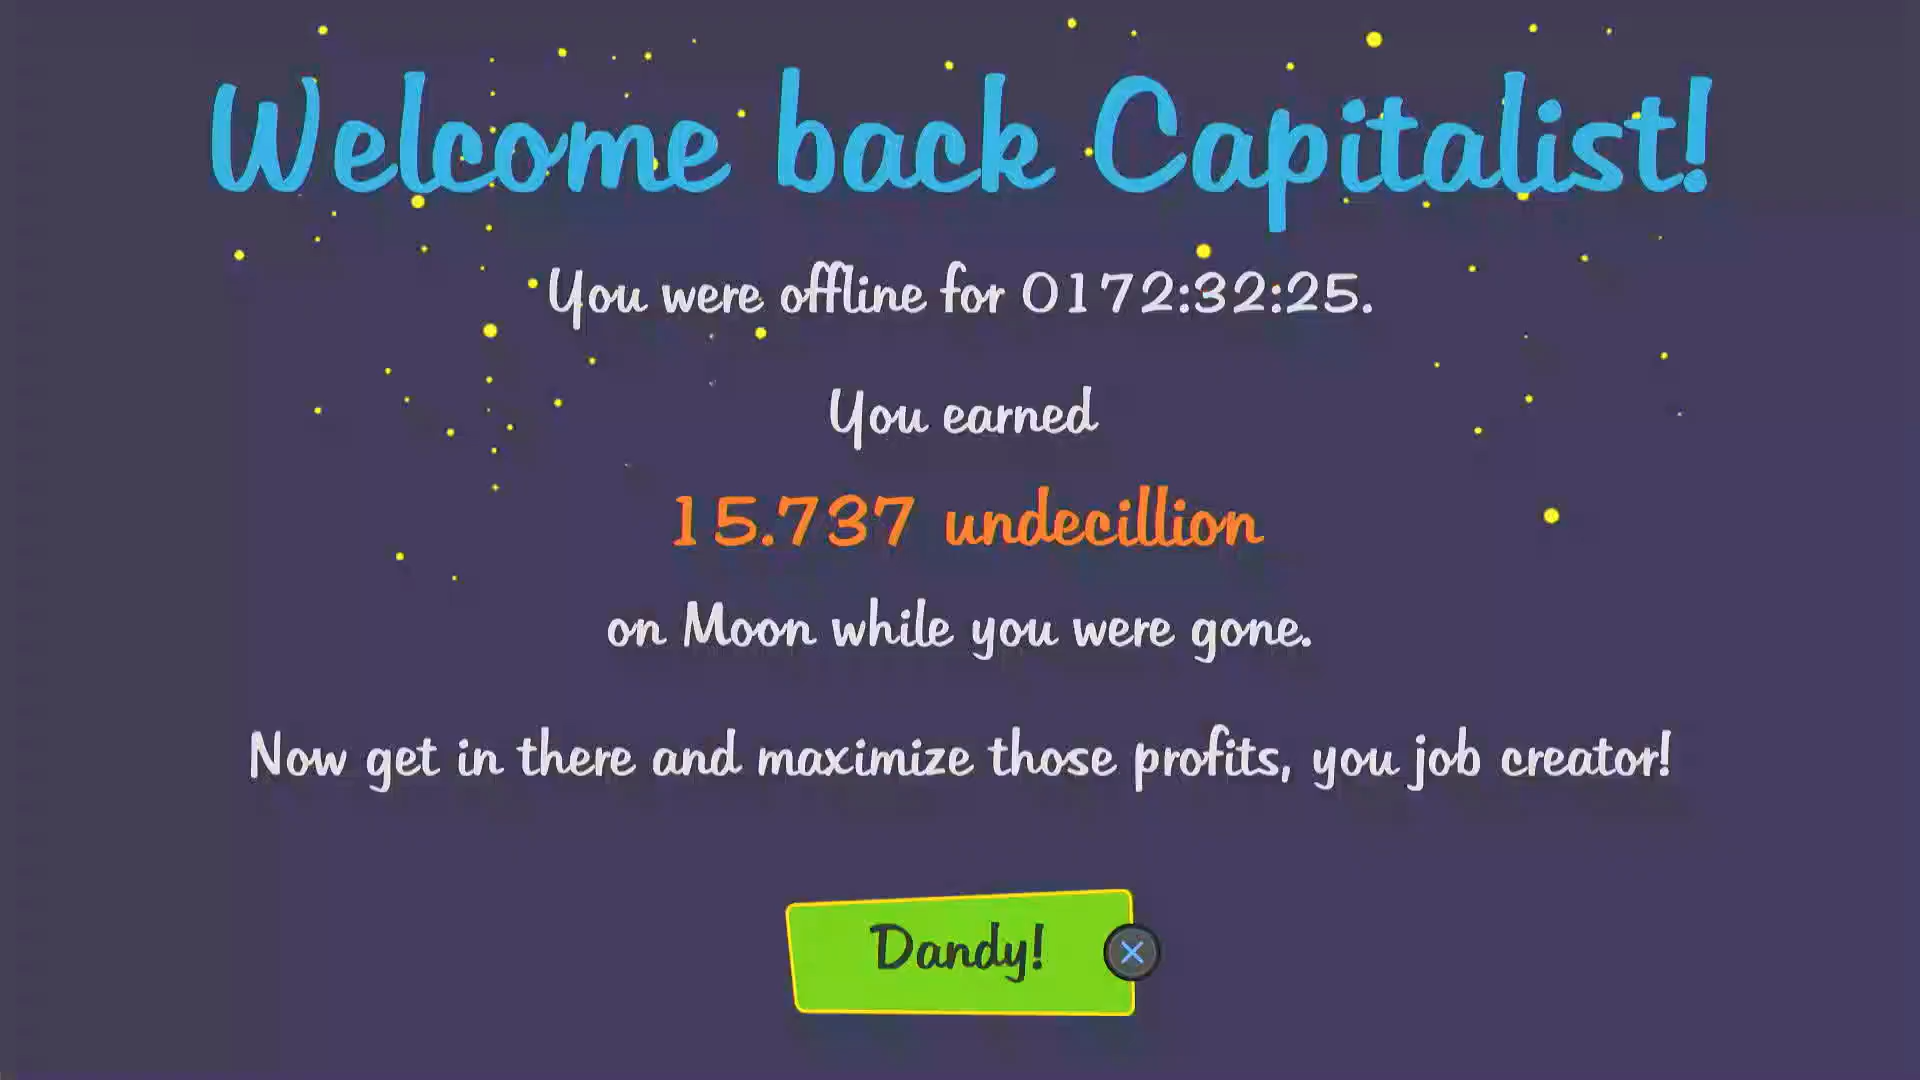 Welcome back Capitalist!
You were offline for 0172:32:25.
You earned
15.737 undecillion
on Moon while you were gone.
Now get in there and maximize those profits, you job creator!
Dandy!